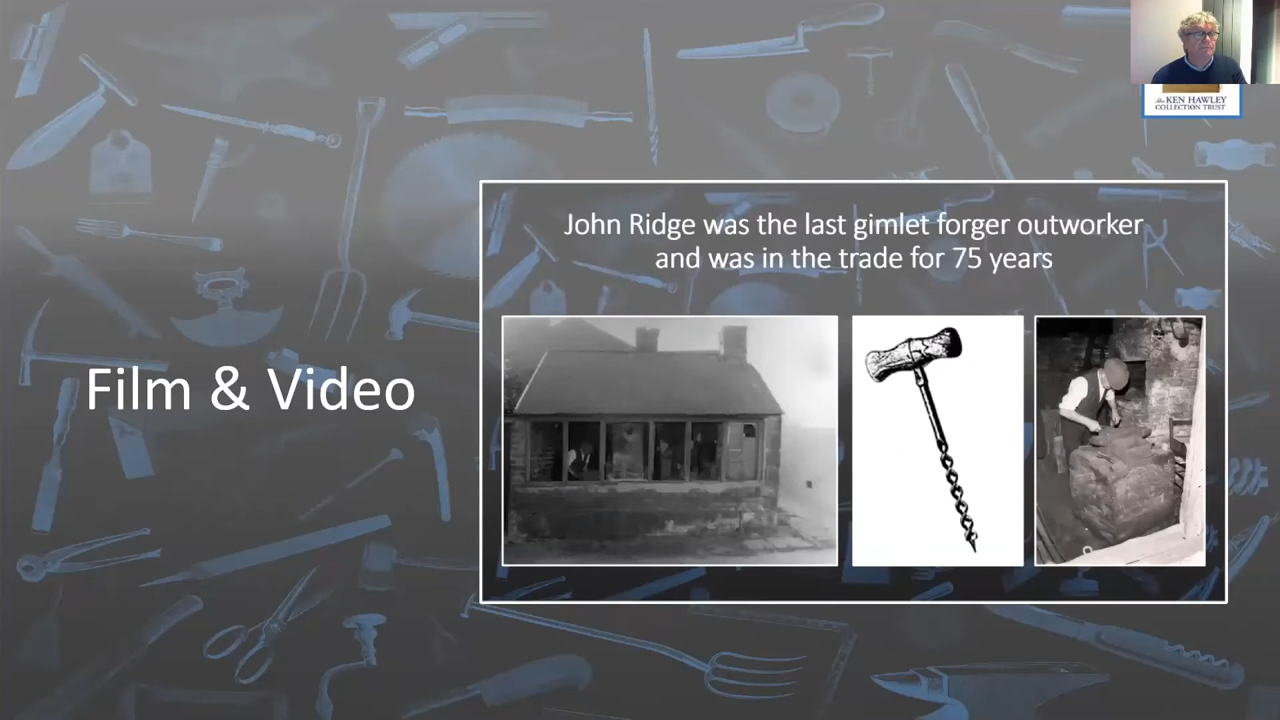 the KEN HAWLEY
COLLECTION TRUST
John Ridge was the last gimlet forger outworker
and was in the trade for 75 years
Film & Video